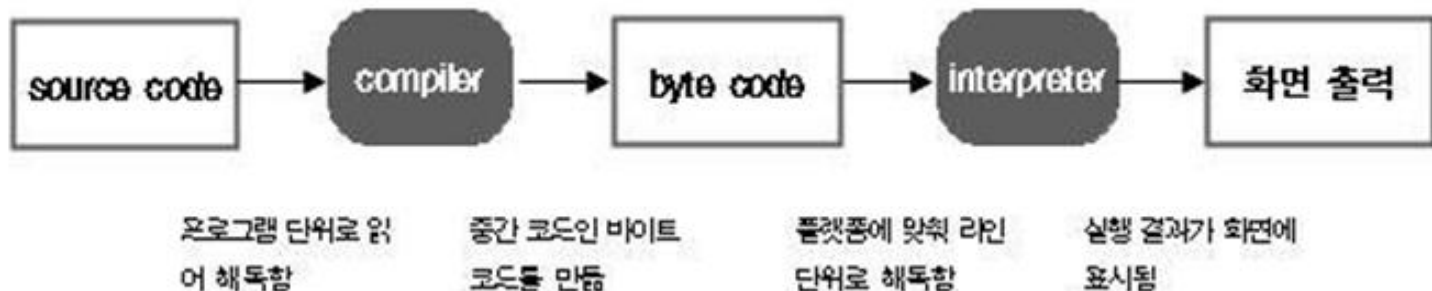 source code
compiler
byte code
interpreter
화면 출력
프로그램 단위로 읽
어 해독함
중간 코드인 바이트
코드를 만듦
플랫폼에 맞춰 라인
단위로 해독함
실행 결과가 화면에
표시됨